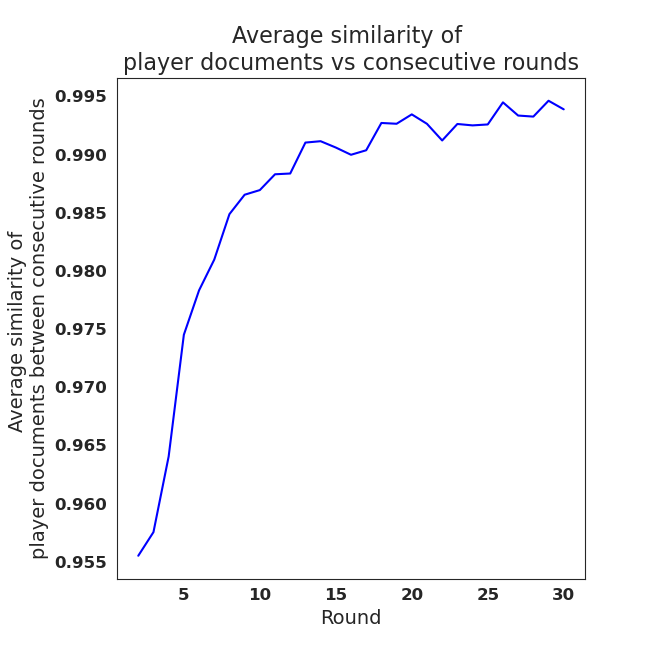 Average similarity of
player documents vs consecutive rounds
Average similarity of
player documents between consecutive rounds
0.995
0.990
0.985
0.980
0.975
0.970
0.965
0.960
0.955
5 10 15 20 25 30
Round